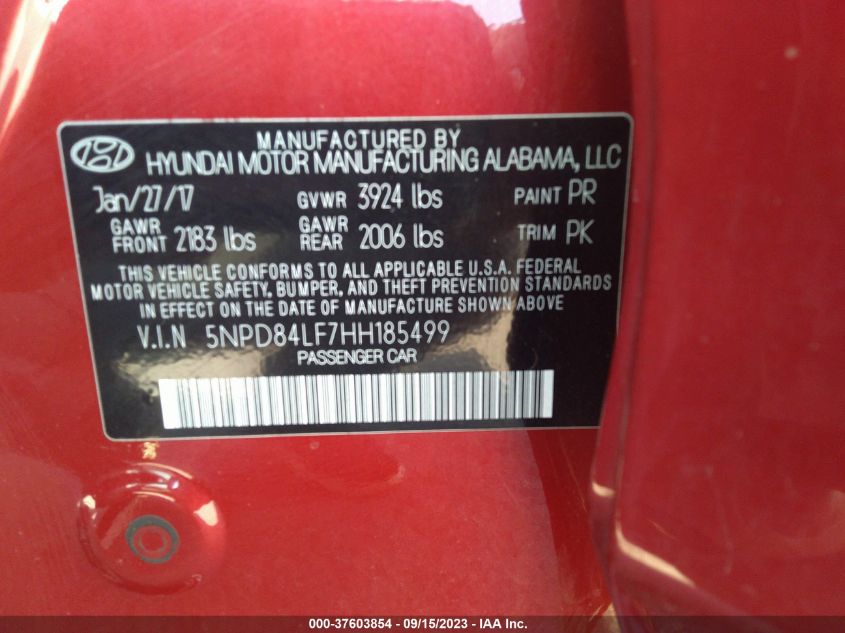 MANUFACTURED BY
HYUNDAI MOTOR MANUFACTURING ALABAMA, LLC
Jan/27/17 GVWR 3924 lbs PAINT PR
GAWR FRONT 2183 lbs GAWR REAR 2006 lbs TRIM PK
THIS VEHICLE CONFORMS TO ALL APPLICABLE U.S.A. FEDERAL
MOTOR VEHICLE SAFETY, BUMPER, AND THEFT PREVENTION STANDARDS
IN EFFECT ON THE DATE OF MANUFACTURE SHOWN ABOVE.
V.I.N 5NPD84LF7HH185499
PASSENGER CAR
000-37603854 - 09/15/2023 - IAA Inc.